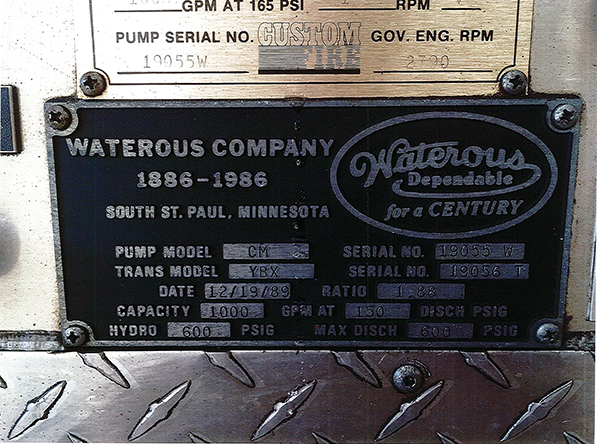 GPM AT 165 PSI RPM
PUMP SERIAL NO. CUSTOM FIRE GOV. ENG. RPM
19055W 2700
WATEROUS COMPANY
1886-1986
SOUTH ST. PAUL, MINNESOTA
Waterous
Dependable
for a CENTURY
PUMP MODEL CM SERIAL NO. 19055 W
TRANS MODEL YBX SERIAL NO. 19056 T
DATE 12/19/89 RATIO 1.88
CAPACITY 1000 GPM AT 150 DISCH PSIG
HYDRO 600 PSIG MAX DISCH 600 PSIG